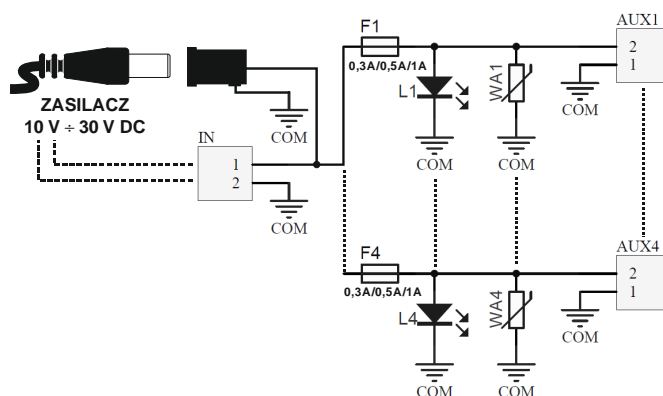 AUX1
F1
2
0,3A/0,5A/1A
1
L1
WA1
COM
ZASILACZ
10 V ÷ 30 V DC
COM
IN
1
2
COM
COM
COM
AUX4
F4
2
0,3A/0,5A/1A
1
L4
WA4
COM
COM
COM